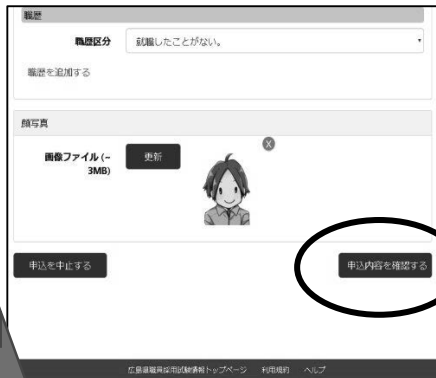 職歴
職歴区分 就職したことがない。
職歴を追加する
顔写真
画像ファイル (~
3MB)
更新
X
申込を中止する 申込内容を確認する
広島県職員採用試験情報トップページ 利用規約 ヘルプ